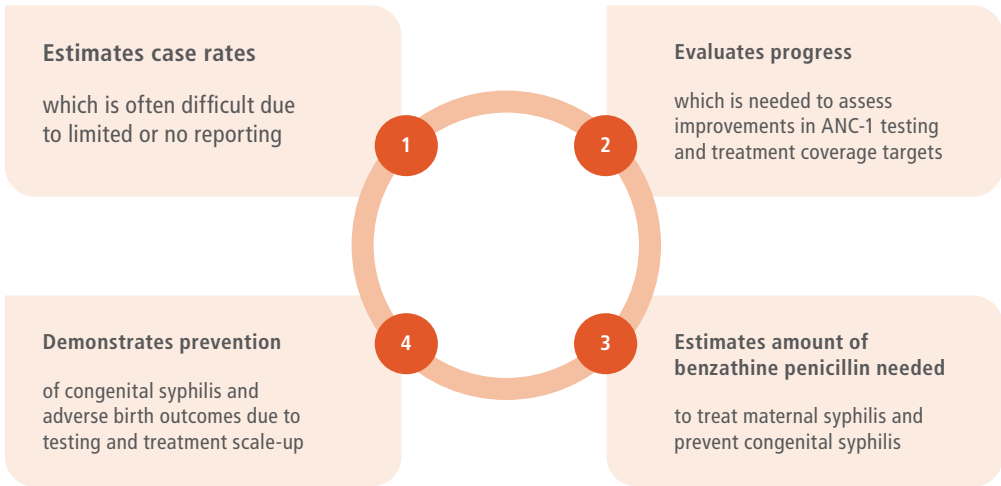 Estimates case rates
which is often difficult due
to limited or no reporting
1
Evaluates progress
which is needed to assess
improvements in ANC-1 testing
and treatment coverage targets
2
Estimates amount of
benzathine penicillin needed
to treat maternal syphilis and
prevent congenital syphilis
3
Demonstrates prevention
of congenital syphilis and
adverse birth outcomes due to
testing and treatment scale-up
4